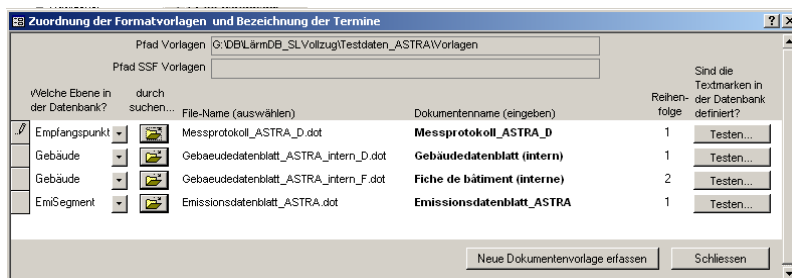 Zuordnung der Formatvorlagen und Bezeichnung der Termine
Pfad Vorlagen G:\DB\LärmDB_SLVollzug\Testdaten_ASTRA\Vorlagen
Pfad SSF Vorlagen
Welche Ebene in der Datenbank?
durch suchen...
File-Name (auswählen)
Dokumentenname (eingeben)
Reihen-folge
Sind die Textmarken in der Datenbank definiert?
Empfangspunkt Messprotokoll_ASTRA_D.dot Messprotokoll_ASTRA_D 1 Testen...
Gebäude Gebaeudedatenblatt_ASTRA_intern_D.dot Gebäudedatenblatt (intern) 1 Testen...
Gebäude Gebaeudedatenblatt_ASTRA_intern_F.dot Fiche de bâtiment (interne) 2 Testen...
EmiSegment Emissionsdatenblatt_ASTRA.dot Emissionsdatenblatt_ASTRA 1 Testen...
Neue Dokumentenvorlage erfassen Schliessen